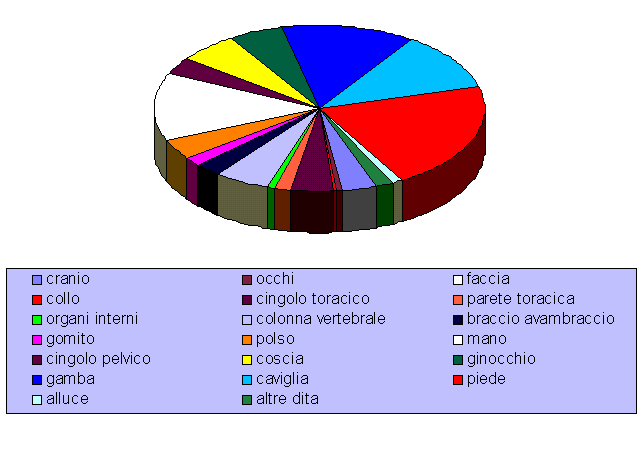 cranio occhi faccia
collo cingolo toracico parete toracica
organi interni colonna vertebrale braccio avambraccio
gomito polso mano
cingolo pelvico coscia ginocchio
gamba caviglia piede
alluce altre dita